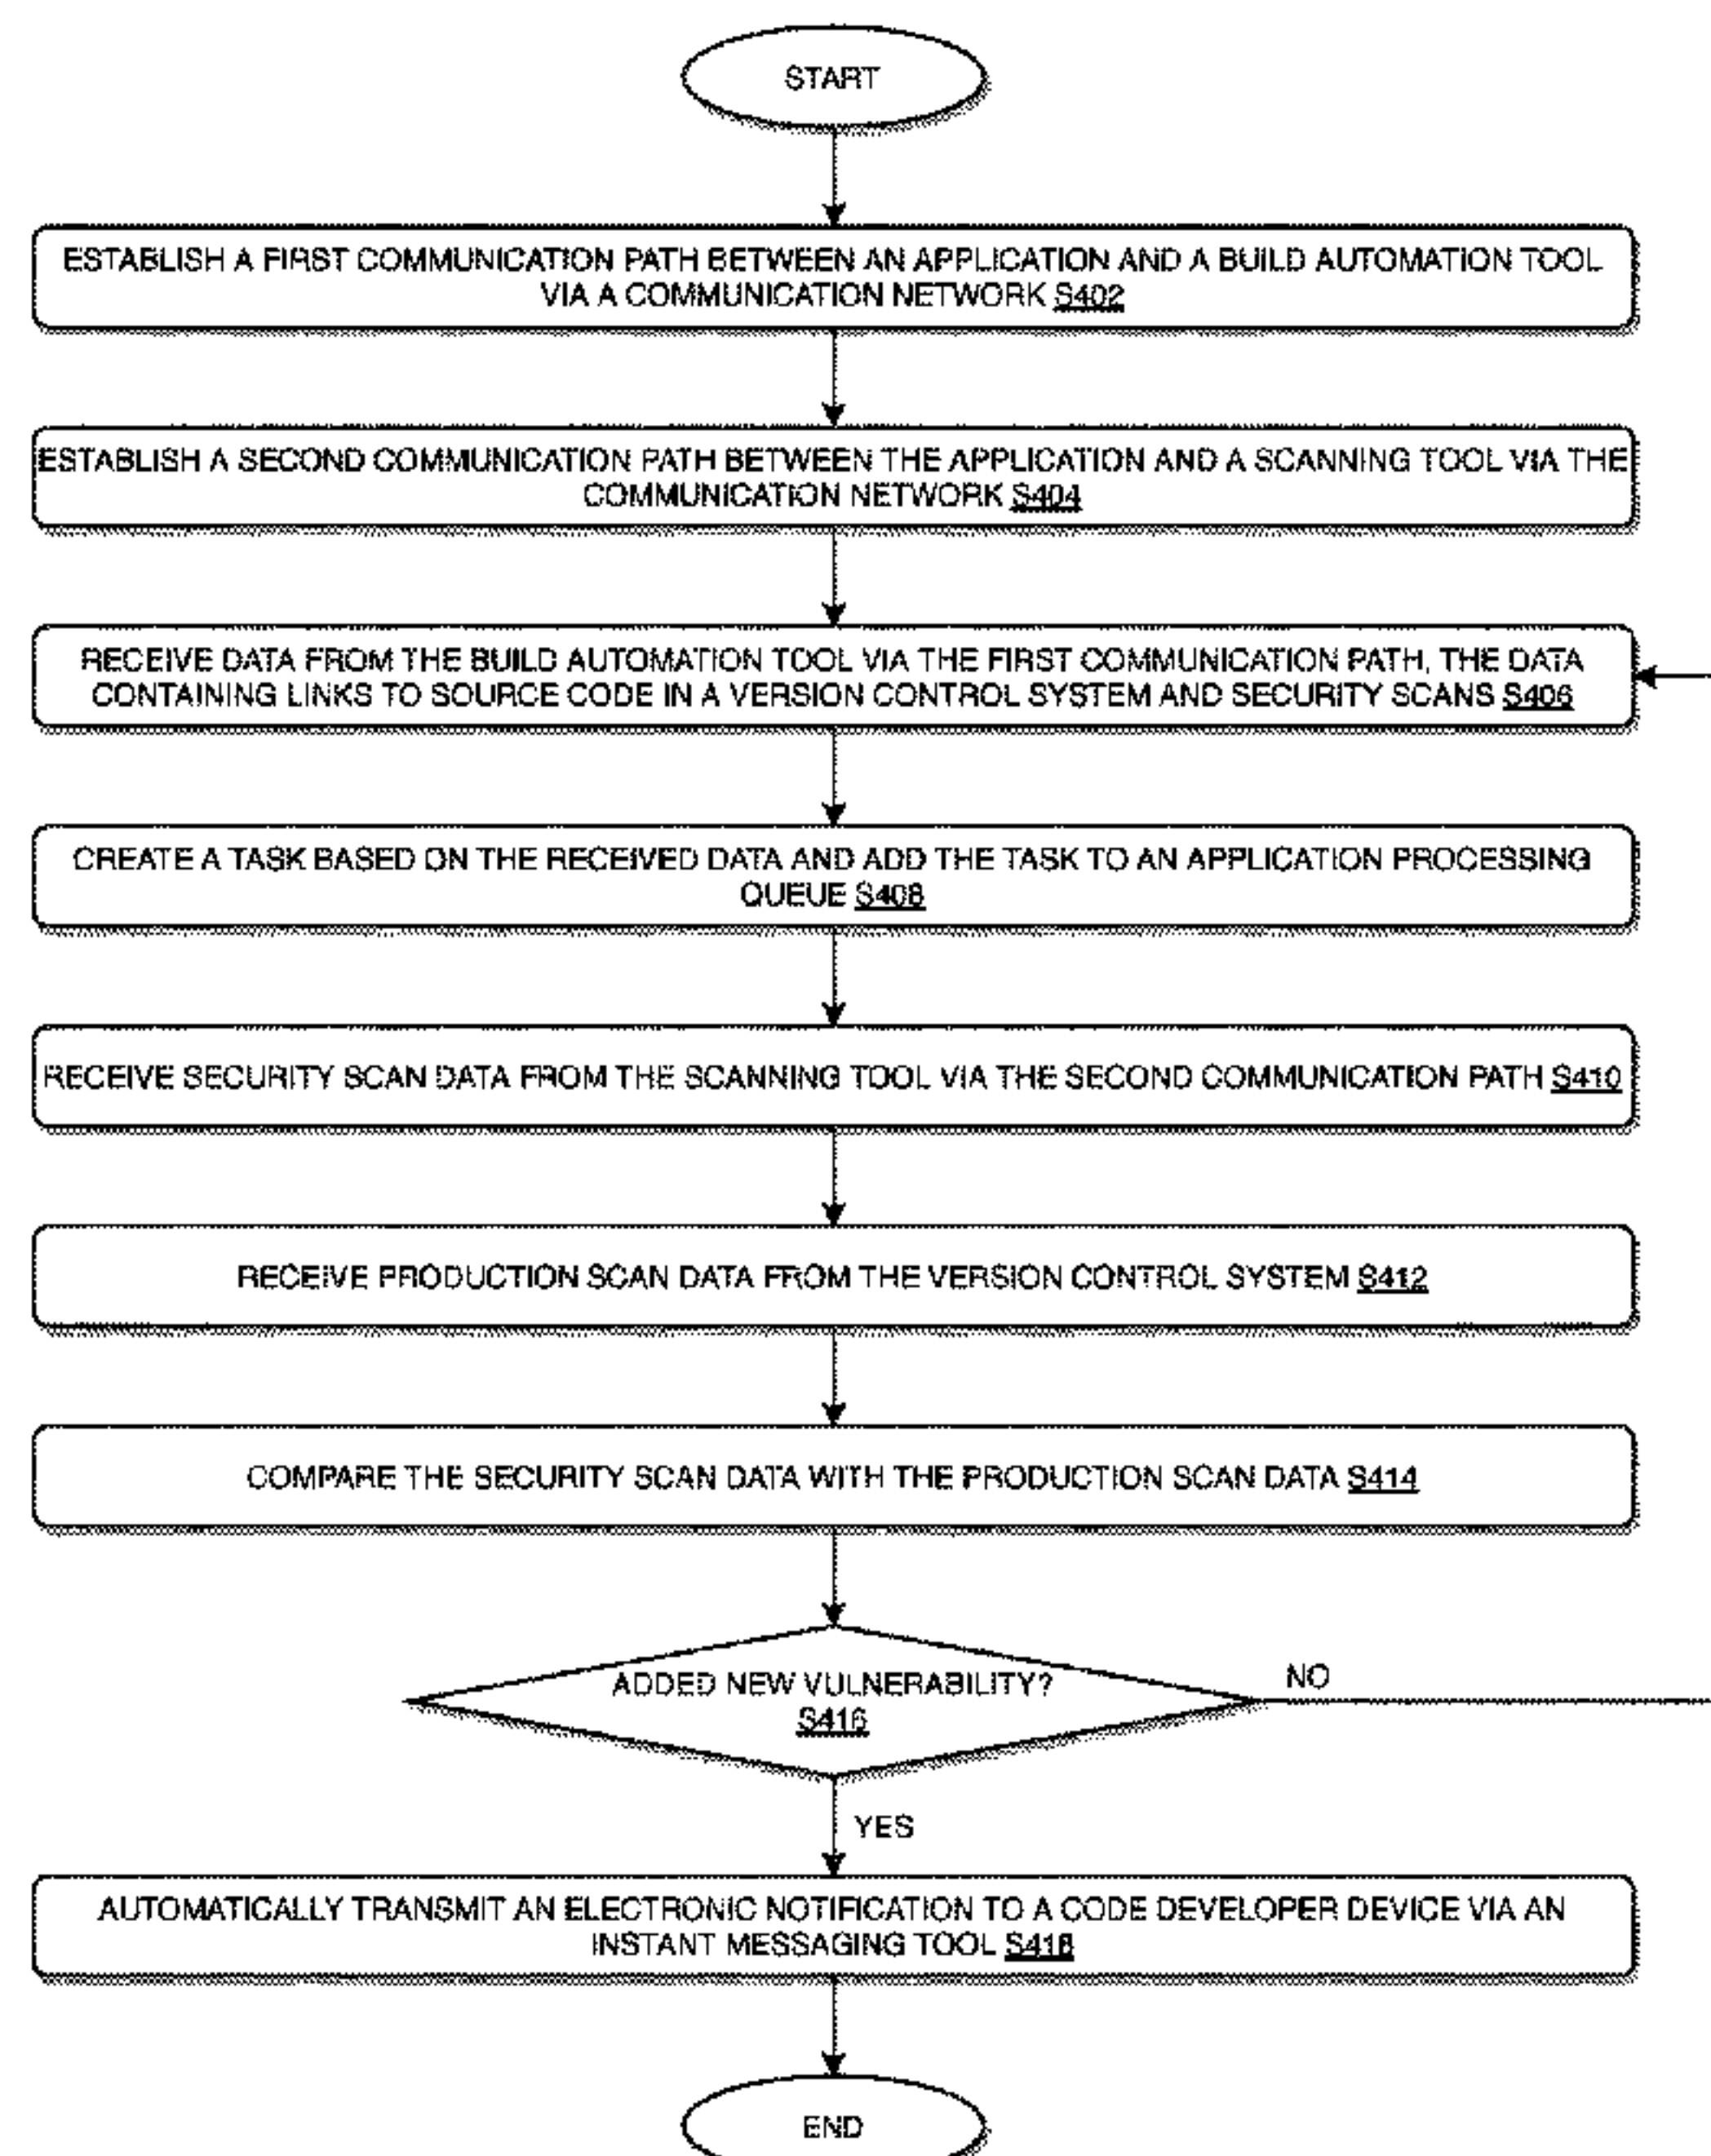 START
ESTABLISH A FIRST COMMUNICATION PATH BETWEEN AN APPLICATION AND A BUILD AUTOMATION TOOL
VIA A COMMUNICATION NETWORK S402
ESTABLISH A SECOND COMMUNICATION PATH BETWEEN THE APPLICATION AND A SCANNING TOOL VIA THE
COMMUNICATION NETWORK S404
RECEIVE DATA FROM THE BUILD AUTOMATION TOOL VIA THE FIRST COMMUNICATION PATH, THE DATA
CONTAINING LINKS TO SOURCE CODE IN A VERSION CONTROL SYSTEM AND SECURITY SCANS S406
CREATE A TASK BASED ON THE RECEIVED DATA AND ADD THE TASK TO AN APPLICATION PROCESSING
QUEUE S408
RECEIVE SECURITY SCAN DATA FROM THE SCANNING TOOL VIA THE SECOND COMMUNICATION PATH S410
RECEIVE PRODUCTION SCAN DATA FROM THE VERSION CONTROL SYSTEM S412
COMPARE THE SECURITY SCAN DATA WITH THE PRODUCTION SCAN DATA S414
ADDED NEW VULNERABILITY?
S416
NO
YES
AUTOMATICALLY TRANSMIT AN ELECTRONIC NOTIFICATION TO A CODE DEVELOPER DEVICE VIA AN
INSTANT MESSAGING TOOL S418
END